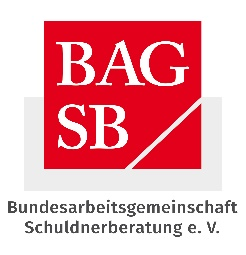 BAG
SB
Bundesarbeitsgemeinschaft
Schuldnerberatung e. V.